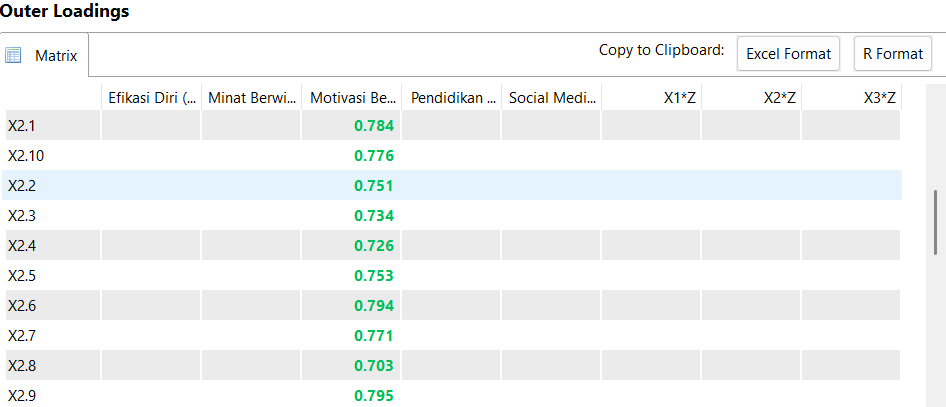 Outer Loadings
Matrix Copy to Clipboard: Excel Format R Format
Efikasi Diri (... Minat Berwi... Motivasi Be... Pendidikan ... Social Medi... X1*Z X2*Z X3*Z
X2.1 0.784
X2.10 0.776
X2.2 0.751
X2.3 0.734
X2.4 0.726
X2.5 0.753
X2.6 0.794
X2.7 0.771
X2.8 0.703
X2.9 0.795